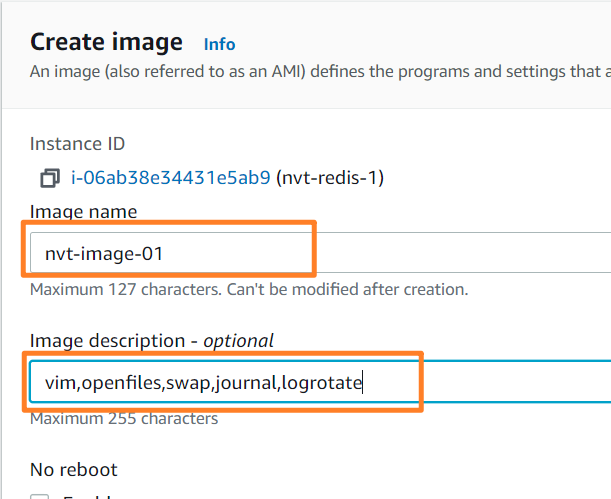 Create image Info
An image (also referred to as an AMI) defines the programs and settings that
Instance ID
i-06ab38e34431e5ab9 (nvt-redis-1)
Image name
nvt-image-01
Maximum 127 characters. Can't be modified after creation.
Image description - optional
vim,openfiles,swap,journal,logrotate
Maximum 255 characters
No reboot